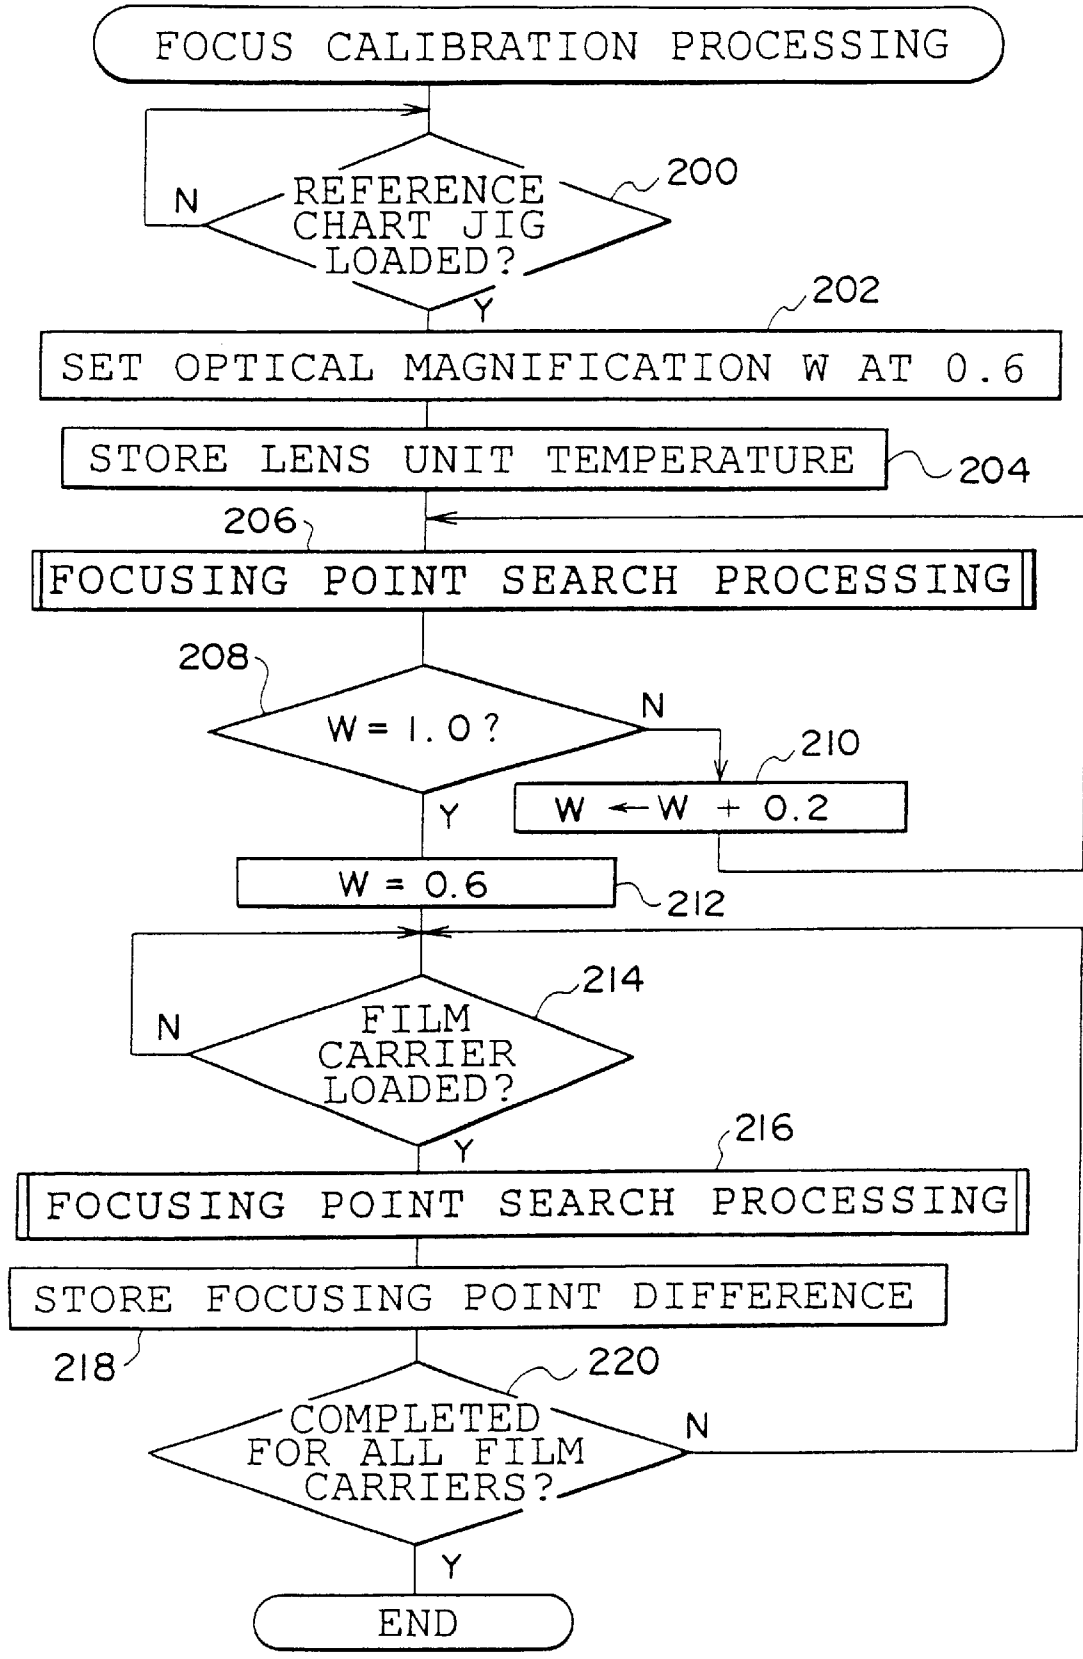 FOCUS CALIBRATION PROCESSING
200
N
REFERENCE
CHART JIG
LOADED?
Y
202
SET OPTICAL MAGNIFICATION W AT 0.6
STORE LENS UNIT TEMPERATURE
204
206
FOCUSING POINT SEARCH PROCESSING
208
W = 1.0?
N
210
W ← W + 0.2
Y
W = 0.6
212
214
N
FILM
CARRIER
LOADED?
Y
216
FOCUSING POINT SEARCH PROCESSING
STORE FOCUSING POINT DIFFERENCE
218
220
COMPLETED
FOR ALL FILM
CARRIERS?
N
Y
END